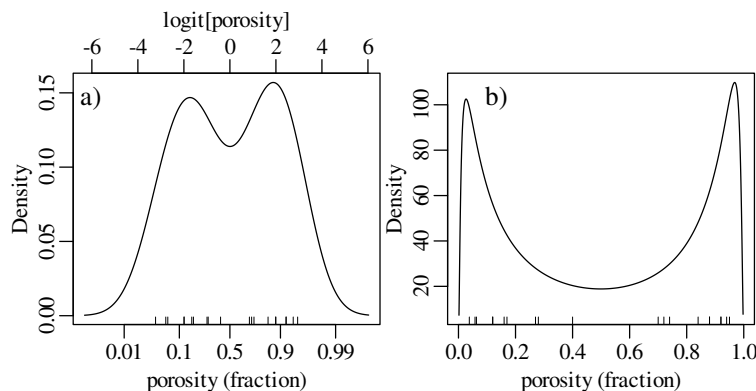 logit[porosity]
-6 -4 -2 0 2 4 6
a)
Density
0.00 0.05 0.10 0.15
0.01 0.1 0.5 0.9 0.99
porosity (fraction)
b)
Density
20 40 60 80 100
0.0 0.2 0.4 0.6 0.8 1.0
porosity (fraction)